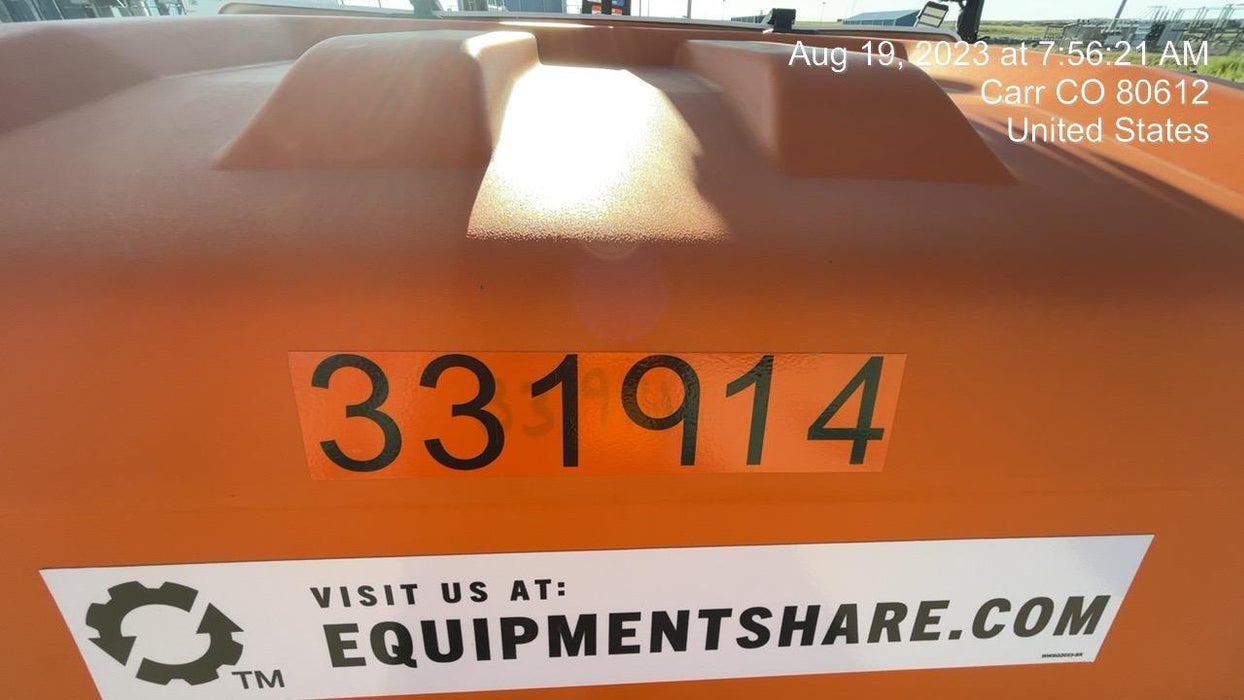 Aug 19, 2023 at 7:56:21 AM
Carr CO 80612
United States
331914
VISIT US AT:
EQUIPMENTSHARE.COM
TM